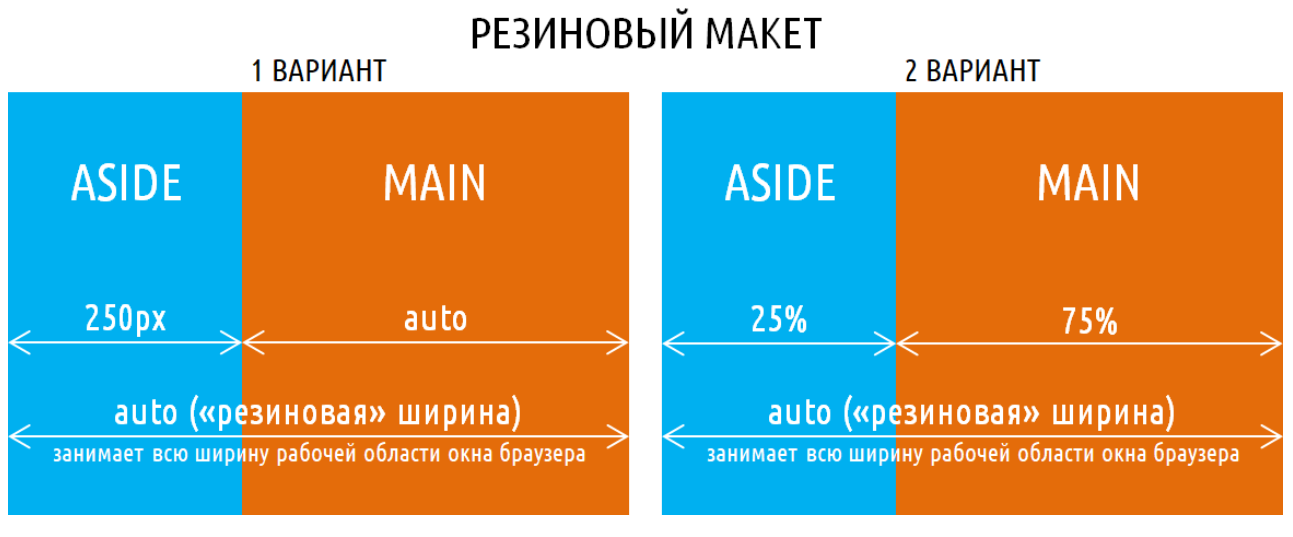 РЕЗИНОВЫЙ МАКЕТ
1 ВАРИАНТ
ASIDE
MAIN
250px
auto
auto («резиновая» ширина)
занимает всю ширину рабочей области окна браузера
2 ВАРИАНТ
ASIDE
MAIN
25%
75%
auto («резиновая» ширина)
занимает всю ширину рабочей области окна браузера